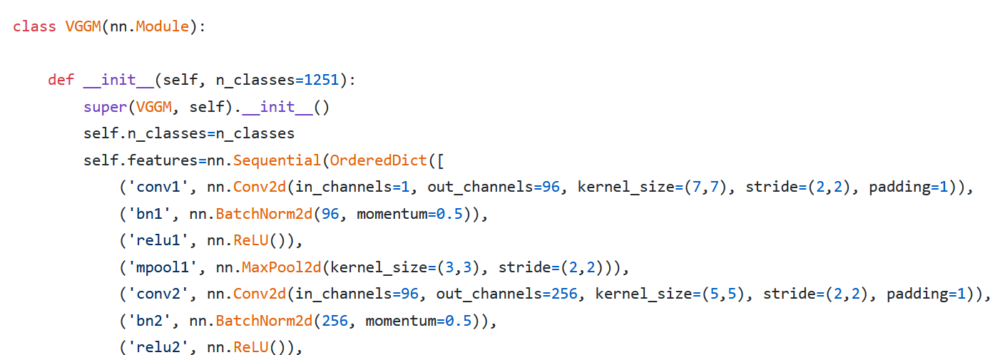 class VGGM(nn.Module):
def __init__(self, n_classes=1251):
super(VGGM, self).__init__()
self.n_classes=n_classes
self.features=nn.Sequential(OrderedDict([
('conv1', nn.Conv2d(in_channels=1, out_channels=96, kernel_size=(7,7), stride=(2,2), padding=1)),
('bn1', nn.BatchNorm2d(96, momentum=0.5)),
('relu1', nn.ReLU()),
('mpool1', nn.MaxPool2d(kernel_size=(3,3), stride=(2,2))),
('conv2', nn.Conv2d(in_channels=96, out_channels=256, kernel_size=(5,5), stride=(2,2), padding=1)),
('bn2', nn.BatchNorm2d(256, momentum=0.5)),
('relu2', nn.ReLU()),